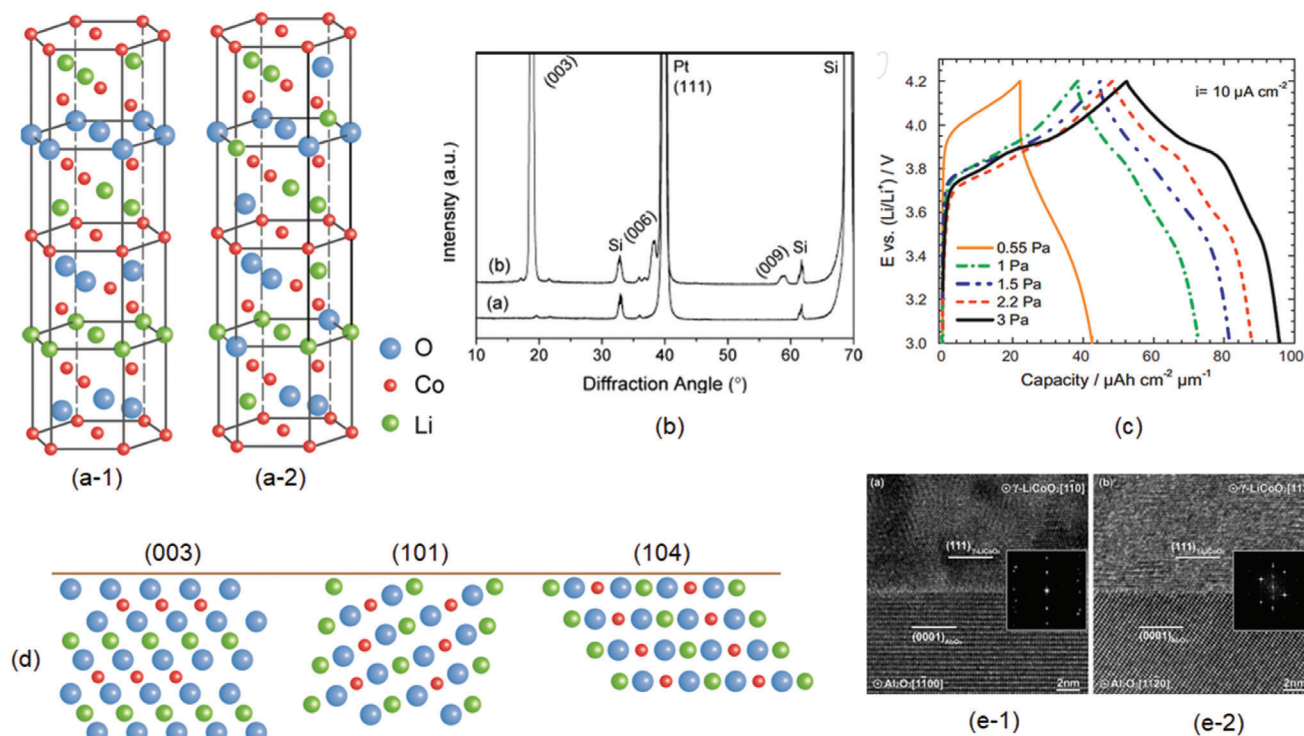 (a-1)
(a-2)
O
Co
Li
Intensity (a.u.)
(003)
Pt
(111)
Si
Si
(006)
(009)
Si
(b)
(a)
10
20
30
40
50
60
70
Diffraction Angle (°)
(b)
E vs. (Li/Li⁺) / V
4.2
4.0
3.8
3.6
3.4
3.2
3.0
i= 10 µA cm⁻²
0.55 Pa
1 Pa
1.5 Pa
2.2 Pa
3 Pa
0
20
40
60
80
100
Capacity / µAh cm⁻² µm⁻¹
(c)
(d)
(003)
(101)
(104)
(a)
⊙γ-LiCoO₂[1̄10]
(111)γ-LiCoO₂
(0001)Al₂O₃
⊙Al₂O₃[11̄00]
2nm
(e-1)
(b)
(0001)Al₂O₃
2nm
(e-2)